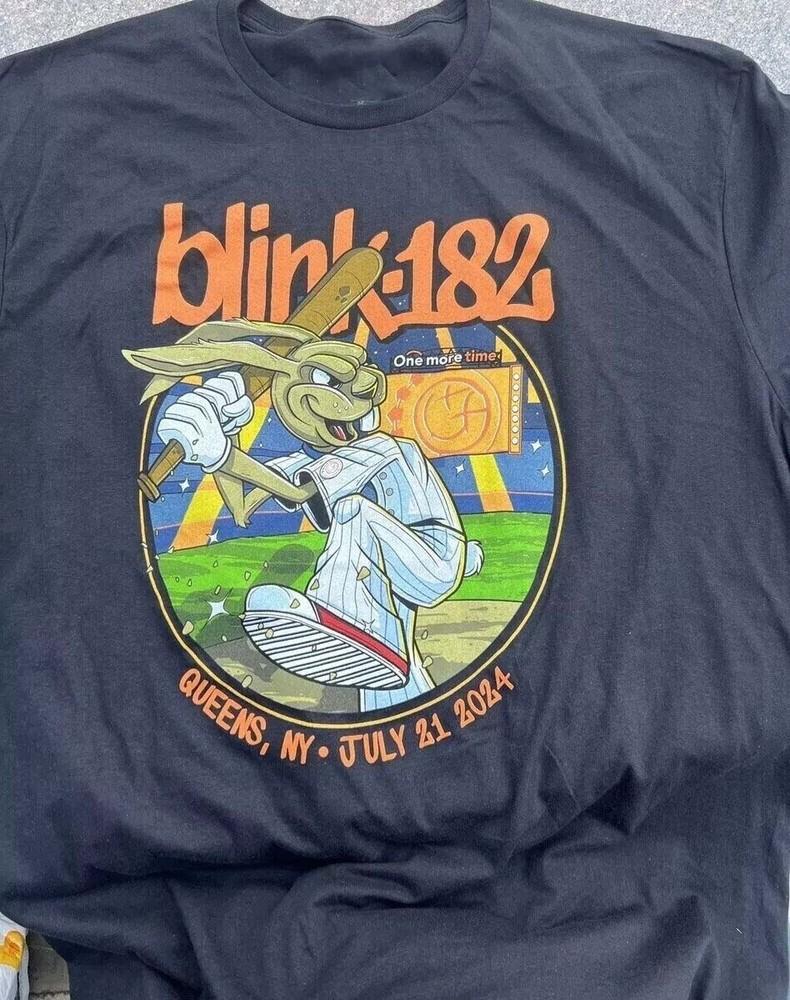 blink-182
One more time
QUEENS, NY • JULY 21 2024